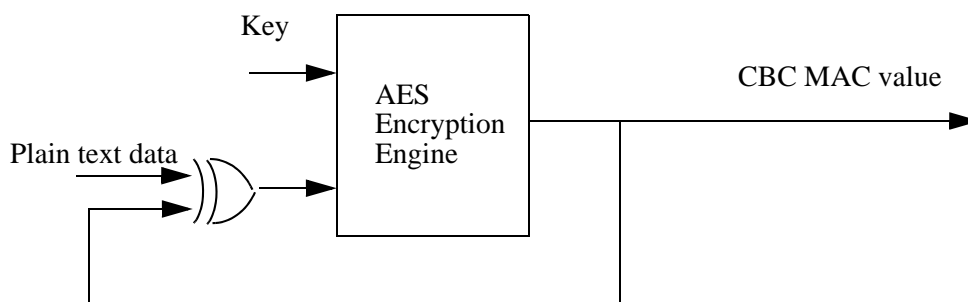 Key
CBC MAC value
AES
Encryption
Engine
Plain text data